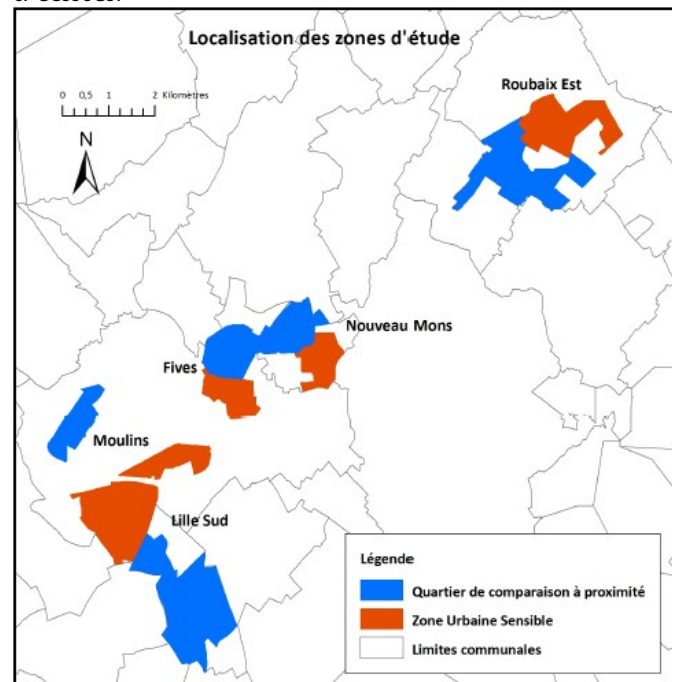 Localisation des zones d'étude
0 0,5 1 2 Kilomètres
N
Roubaix Est
Nouveau Mons
Fives
Moulins
Lille Sud
Légende
Quartier de comparaison à proximité
Zone Urbaine Sensible
Limites communales